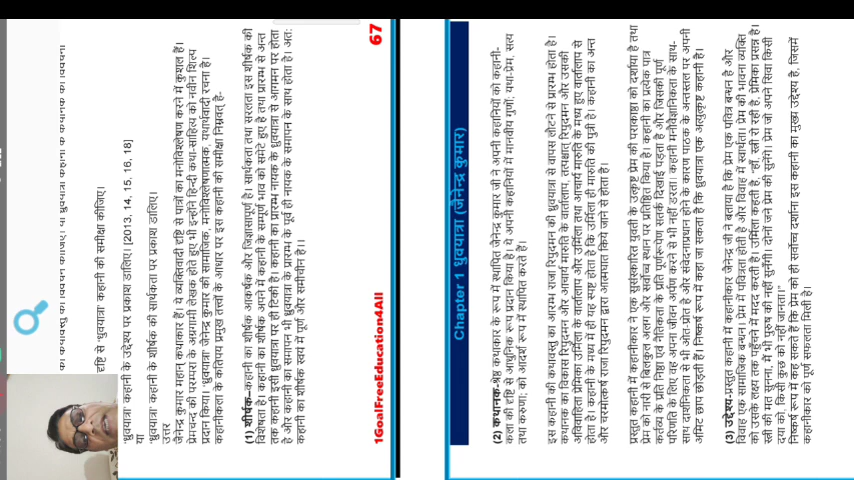 दृष्टि से 'ध्रुवयात्रा' कहानी की समीक्षा कीजिए।
'ध्रुवयात्रा' कहानी के उद्देश्य पर प्रकाश डालिए। [2013, 14, 15, 16, 18]
या
'ध्रुवयात्रा' कहानी के शीर्षक की सार्थकता पर प्रकाश डालिए।
उत्तर
जैनेन्द्र कुमार महान कथाकार हैं। ये व्यक्तिवादी दृष्टि से पात्रों का मनोविश्लेषण करने में कुशल हैं।
प्रेमचन्द की परम्परा के अग्रगामी लेखक होते हुए भी इन्होंने हिन्दी कथा-साहित्य को नवीन शिल्प
प्रदान किया। 'ध्रुवयात्रा' जैनेन्द्र कुमार की सामाजिक, मनोविश्लेषणात्मक, यथार्थवादी रचना है।
कहानीकला के कतिपय प्रमुख तत्त्वों के आधार पर इस कहानी की समीक्षा निम्नवत् है-
(1) शीर्षक–कहानी का शीर्षक आकर्षक और जिज्ञासापूर्ण है। सार्थकता तथा सरलता इस शीर्षक की
विशेषता है। कहानी का शीर्षक अपने में कहानी के सम्पूर्ण भाव को समेटे हुए है तथा प्रारम्भ से अन्त
तक कहानी इसी ध्रुवयात्रा पर ही टिकी है। कहानी का प्रारम्भ नायक के ध्रुवयात्रा से आगमन पर होता
है और कहानी का समापन भी ध्रुवयात्रा के प्रारम्भ के पूर्व ही नायक के समापन के साथ होता है। अत:
कहानी का शीर्षक स्वयं में पूर्ण और समीचीन है।।
1GoalFreeEducation4All
67
Chapter 1 ध्रुवयात्रा (जैनेन्द्र कुमार)
(2) कथानक-श्रेष्ठ कथाकार के रूप में स्थापित जैनेन्द्र कुमार जी ने अपनी कहानियों को कहानी-
कला की दृष्टि से आधुनिक रूप प्रदान किया है। ये अपनी कहानियों में मानवीय गुणों, यथा-प्रेम, सत्य
तथा करुणा; को आदर्श रूप में स्थापित करते हैं।
इस कहानी की कथावस्तु का आरम्भ राजा रिपुदमन की ध्रुवयात्रा से वापस लौटने से प्रारम्भ होता है।
कथानक का विकास रिपुदमन और आचार्य मारुति के वार्तालाप, तत्पश्चात् रिपुदमन और उसकी
अविवाहिता प्रेमिका उर्मिला के वार्तालाप और उर्मिला तथा आचार्य मारुति के मध्य हुए वार्तालाप से
होता है। कहानी के मध्य में ही यह स्पष्ट होता है कि उर्मिला ही मारुति की पुत्री है। कहानी का अन्त
और चरमोत्कर्ष राजा रिपुदमन द्वारा आत्मघात किये जाने से होता है।
प्रस्तुत कहानी में कहानीकार ने एक सुसंस्कारित युवती के उत्कृष्ट प्रेम की पराकाष्ठा को दर्शाया है तथा
प्रेम को नारी से बिलकुल अलग और सर्वोच्च स्थान पर प्रतिष्ठित किया है। कहानी का प्रत्येक पात्र
कर्तव्य के प्रति निष्ठा एवं नैतिकता के प्रति पूर्णरूपेण सतर्क दिखाई पड़ता है और जिसकी पूर्ण
परिणति के लिए वह अपना जीवन अर्पण करने से भी नहीं डरता। कहानी मनोवैज्ञानिकता के साथ-
साथ दार्शनिकता से भी ओत-प्रोत है और संवेदनाप्रधान होने के कारण पाठक के अन्तस्तल पर अपनी
अमिट छाप छोड़ती है। निष्कर्ष रूप में कहा जा सकता है कि ध्रुवयात्रा एक अत्युत्कृष्ट कहानी है।
(3) उद्देश्य-प्रस्तुत कहानी में कहानीकार जैनेन्द्र जी ने बताया है कि प्रेम एक पवित्र बन्धन है और
विवाह एक सामाजिक बन्धन। प्रेम में पवित्रता होती है और विवाह में स्वार्थता। प्रेम की भावना व्यक्ति
को उसके लक्ष्य तक पहुँचने में मदद करती है। उर्मिला कहती है, "हाँ, स्त्री रो रही है, प्रेमिका प्रसन्न है।
स्त्री की मत सुनना, मैं भी पुरुष की नहीं सुनूँगी। दोनों जने प्रेम की सुनेंगे। प्रेम जो अपने सिवा किसी
दया को, किसी कुछ को नहीं जानता।"
निष्कर्ष रूप में कह सकते हैं कि प्रेम को ही सर्वोच्च दर्शाना इस कहानी का मुख्य उद्देश्य है, जिसमें
कहानीकार को पूर्ण सफलता मिली है।